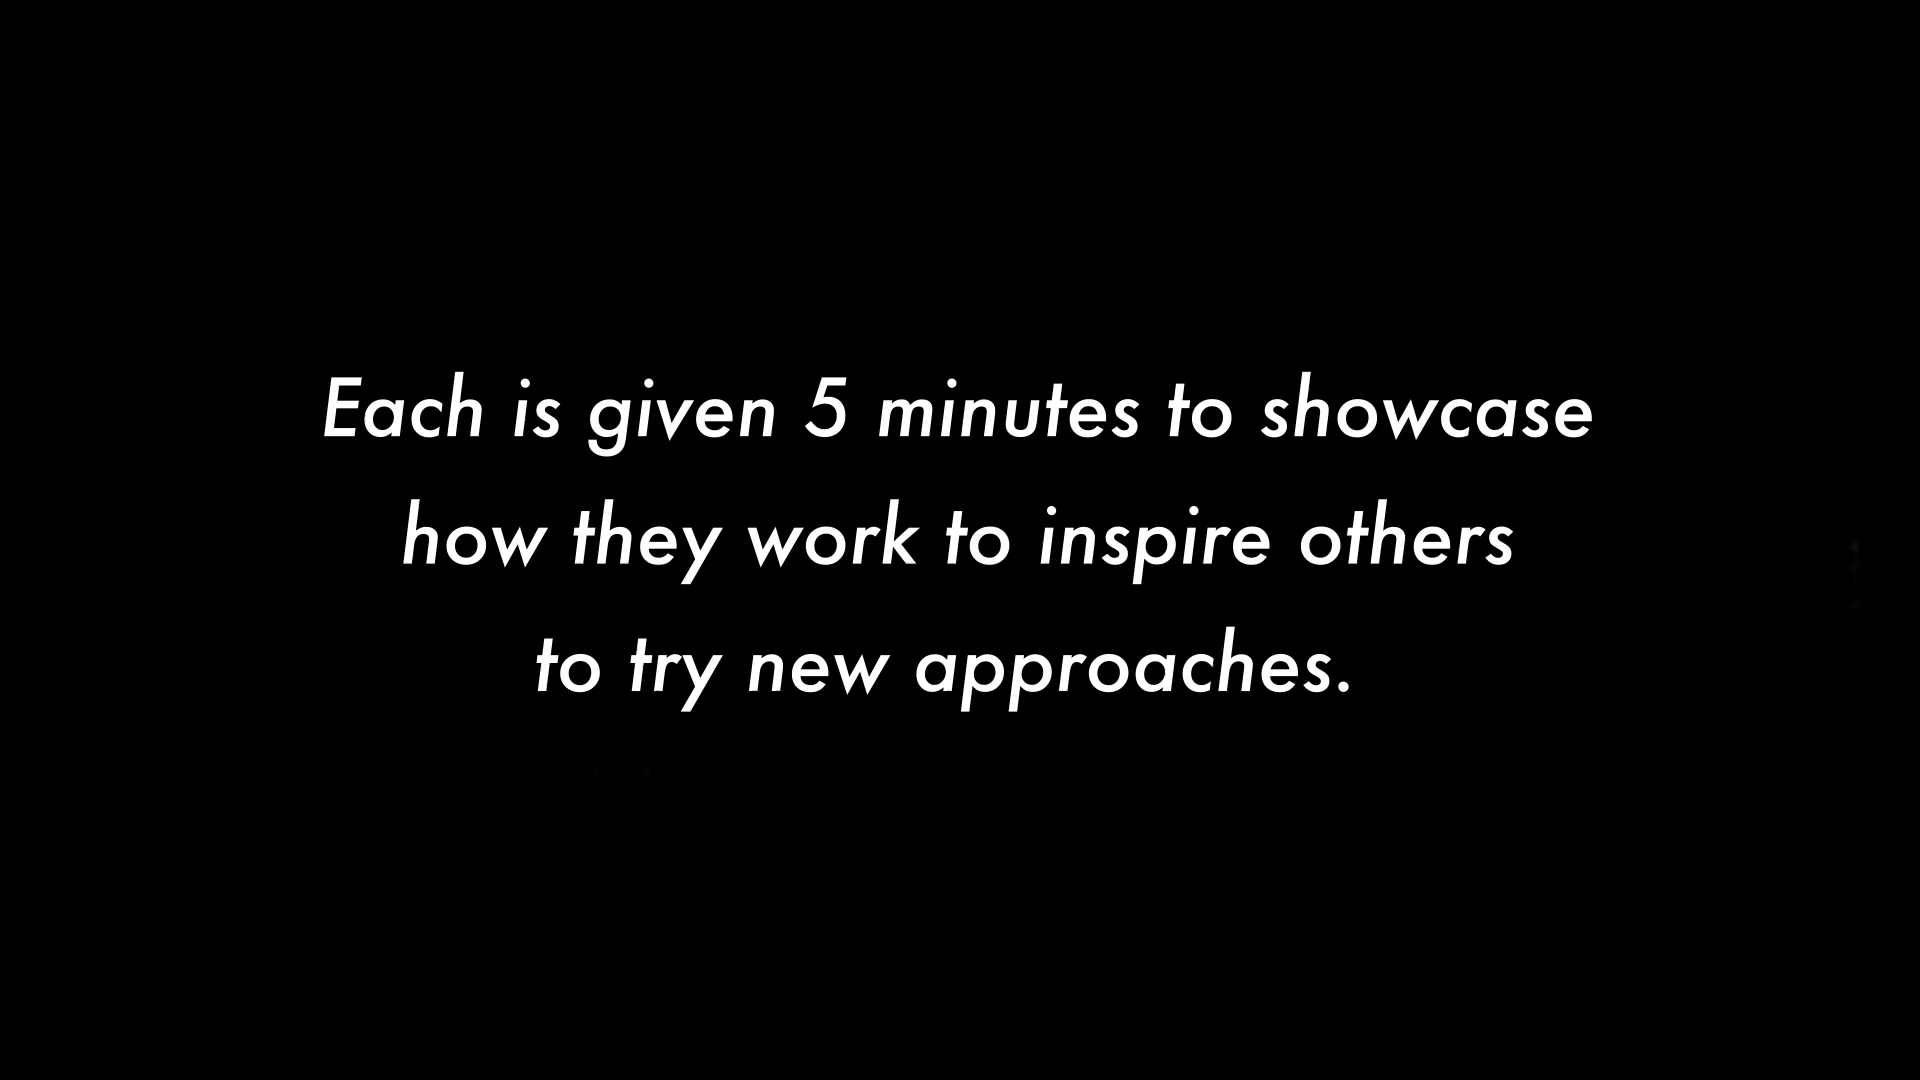 Each is given 5 minutes to showcase
how they work to inspire others
to try new approaches.